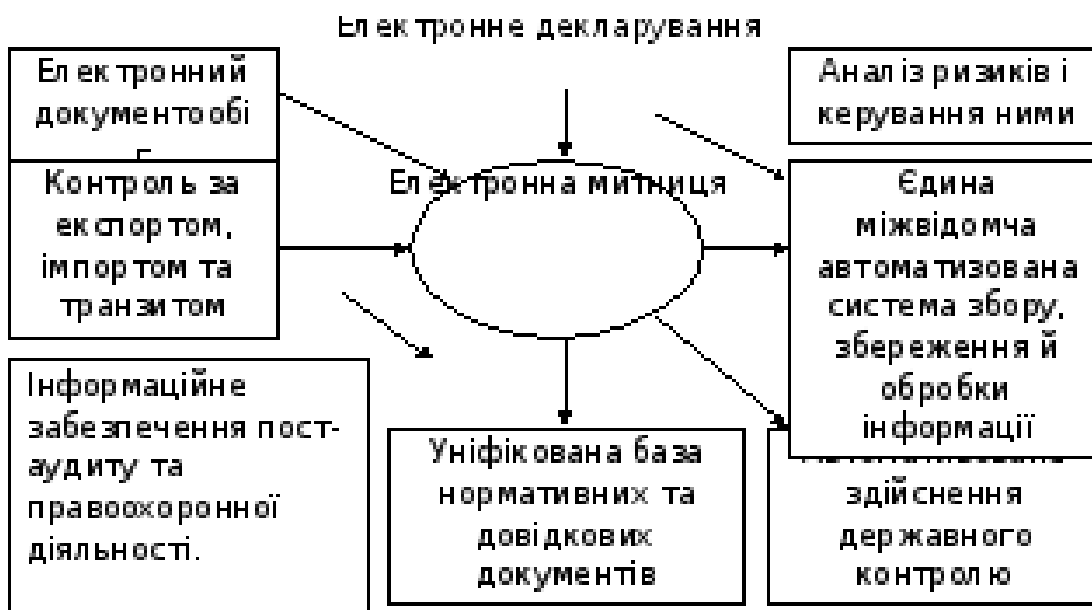 Електронне декларування
Електронний
документообі
Аналіз ризиків і
керування ними
Контроль за
експортом,
імпортом та
транзитом
Електронна митниця
Єдина
міжвідомча
автоматизована
система збору,
збереження й
обробки
інформації
Інформаційне
забезпечення пост-
аудиту та
правоохоронної
діяльності.
Уніфікована база
нормативних та
довідкових
документів
здійснення
державного
контролю